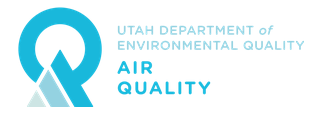 UTAH DEPARTMENT of
ENVIRONMENTAL QUALITY
AIR
QUALITY